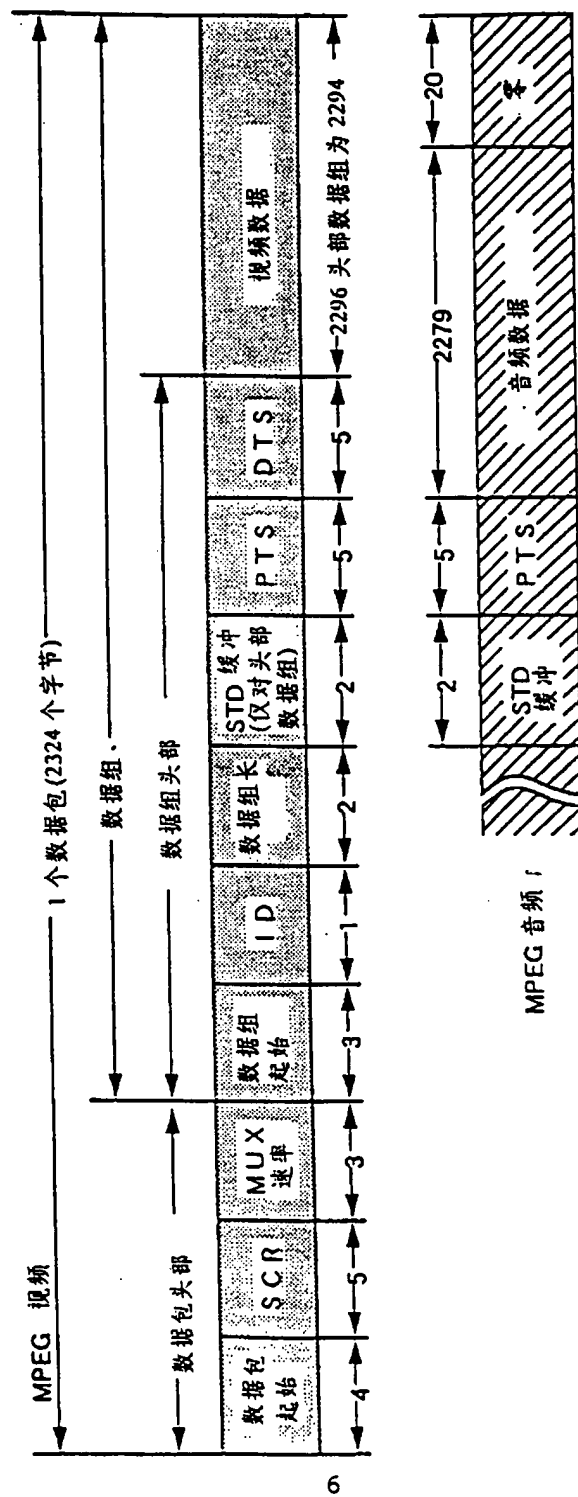 MPEG 视频
1 个数据包(2324 个字节)
数据组
数据包头部
数据组头部
数据包
起始
SCR
MUX
速率
数据组
起始
ID
数据组长
STD 缓冲
(仅对头部
数据组)
PTS
DTS
视频数据
4
5
3
3
1
2
2
5
5
2296 头部数据组为 2294
MPEG 音频
STD
缓冲
PTS
音频数据
零
2
5
2279
20
6